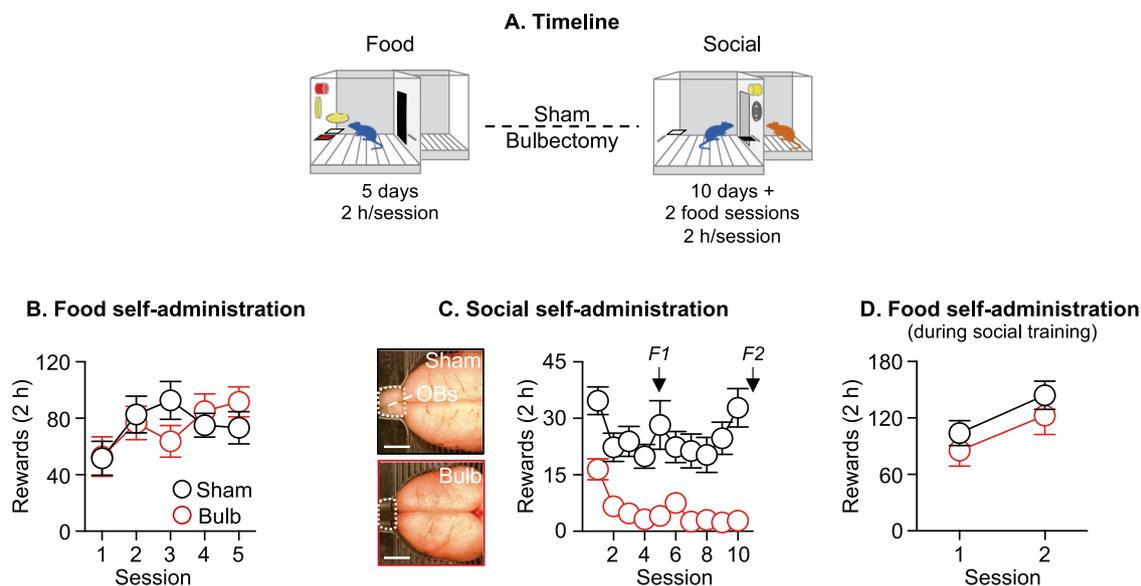 A. Timeline
Food
Social
Sham
Bulbectomy
5 days
2 h/session
10 days +
2 food sessions
2 h/session
B. Food self-administration
Rewards (2 h)
120
80
40
0
Sham
Bulb
1 2 3 4 5
Session
C. Social self-administration
Sham
OBs
Bulb
F1 F2
Rewards (2 h)
45
30
15
0
2 4 6 8 10
Session
D. Food self-administration
(during social training)
Rewards (2 h)
180
120
60
0
1 2
Session